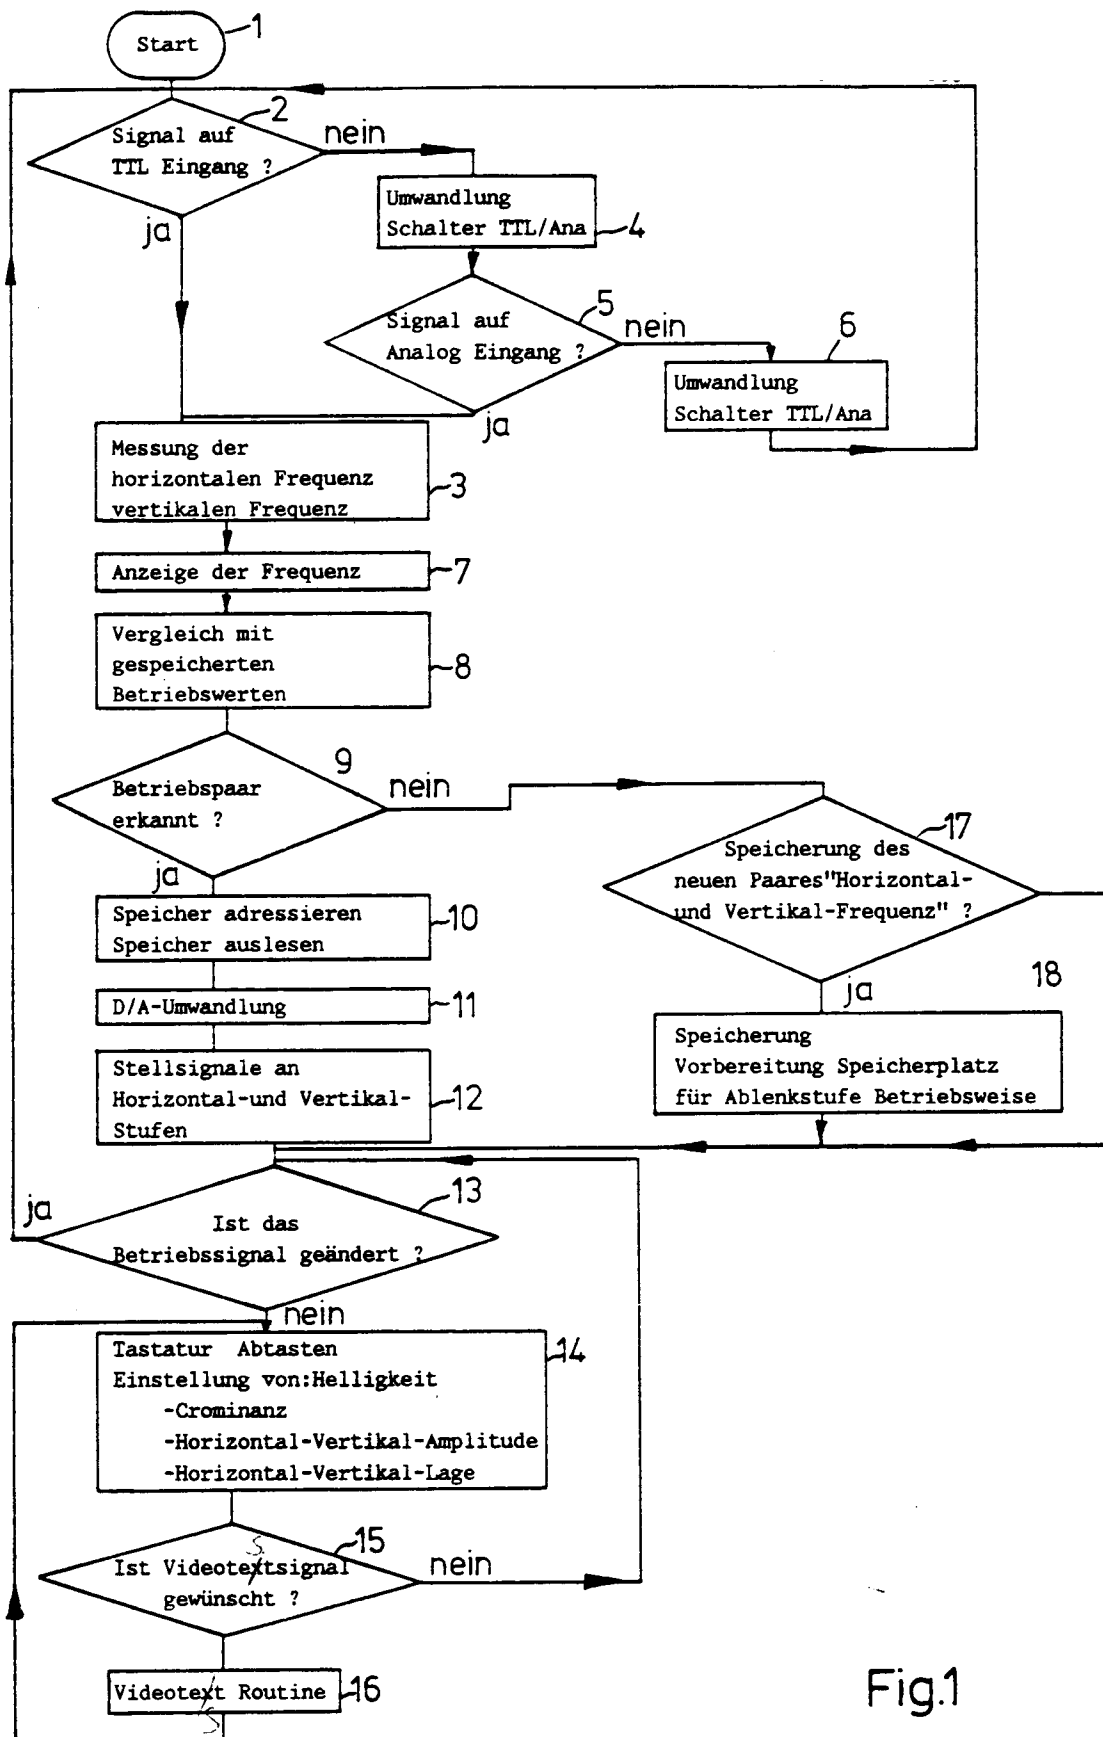 Start
1
Signal auf
TTL Eingang ?
2
nein
ja
Umwandlung
Schalter TTL/Ana
4
Signal auf
Analog Eingang ?
5
nein
ja
6
Umwandlung
Schalter TTL/Ana
Messung der
horizontalen Frequenz
vertikalen Frequenz
3
Anzeige der Frequenz
7
Vergleich mit
gespeicherten
Betriebswerten
8
Betriebspaar
erkannt ?
9
nein
ja
Speicherung des
neuen Paares"Horizontal-
und Vertikal-Frequenz" ?
17
ja
18
Speicher adressieren
Speicher auslesen
10
D/A-Umwandlung
11
Stellsignale an
Horizontal-und Vertikal-
Stufen
12
Speicherung
Vorbereitung Speicherplatz
für Ablenkstufe Betriebsweise
ja
Ist das
Betriebssignal geändert ?
13
nein
Tastatur Abtasten
Einstellung von:Helligkeit
-Crominanz
-Horizontal-Vertikal-Amplitude
-Horizontal-Vertikal-Lage
14
Ist Videotextsignal
gewünscht ?
s
15
nein
Videotext Routine
s
16
Fig.1